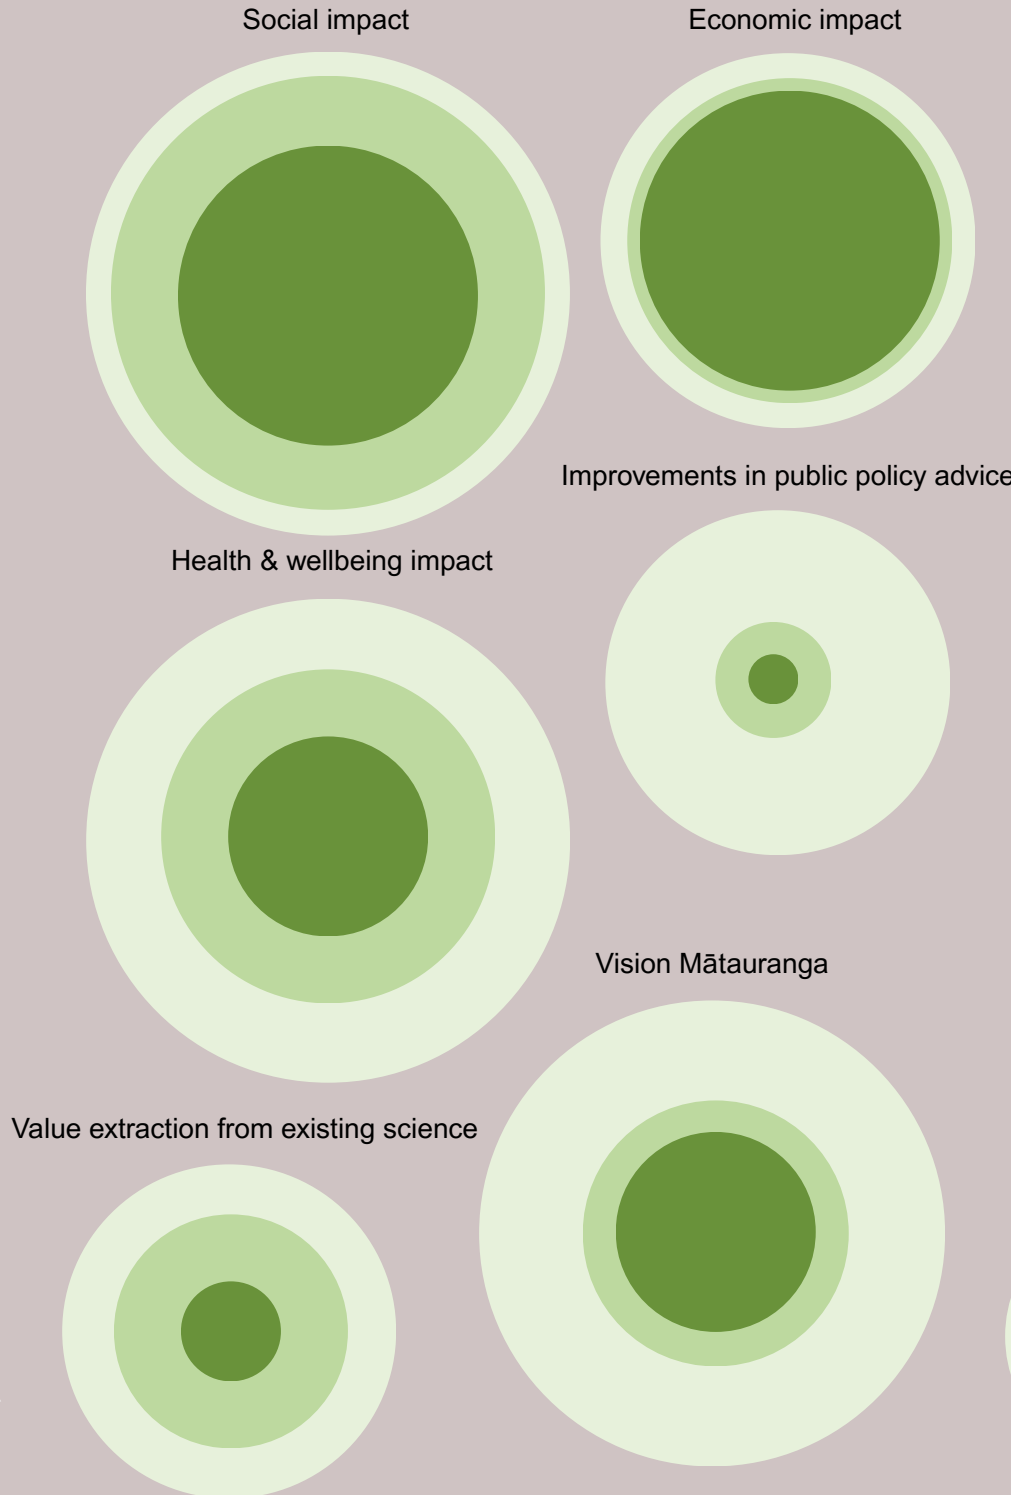 Social impact
Economic impact
Improvements in public policy advice
Health & wellbeing impact
Vision Mātauranga
Value extraction from existing science